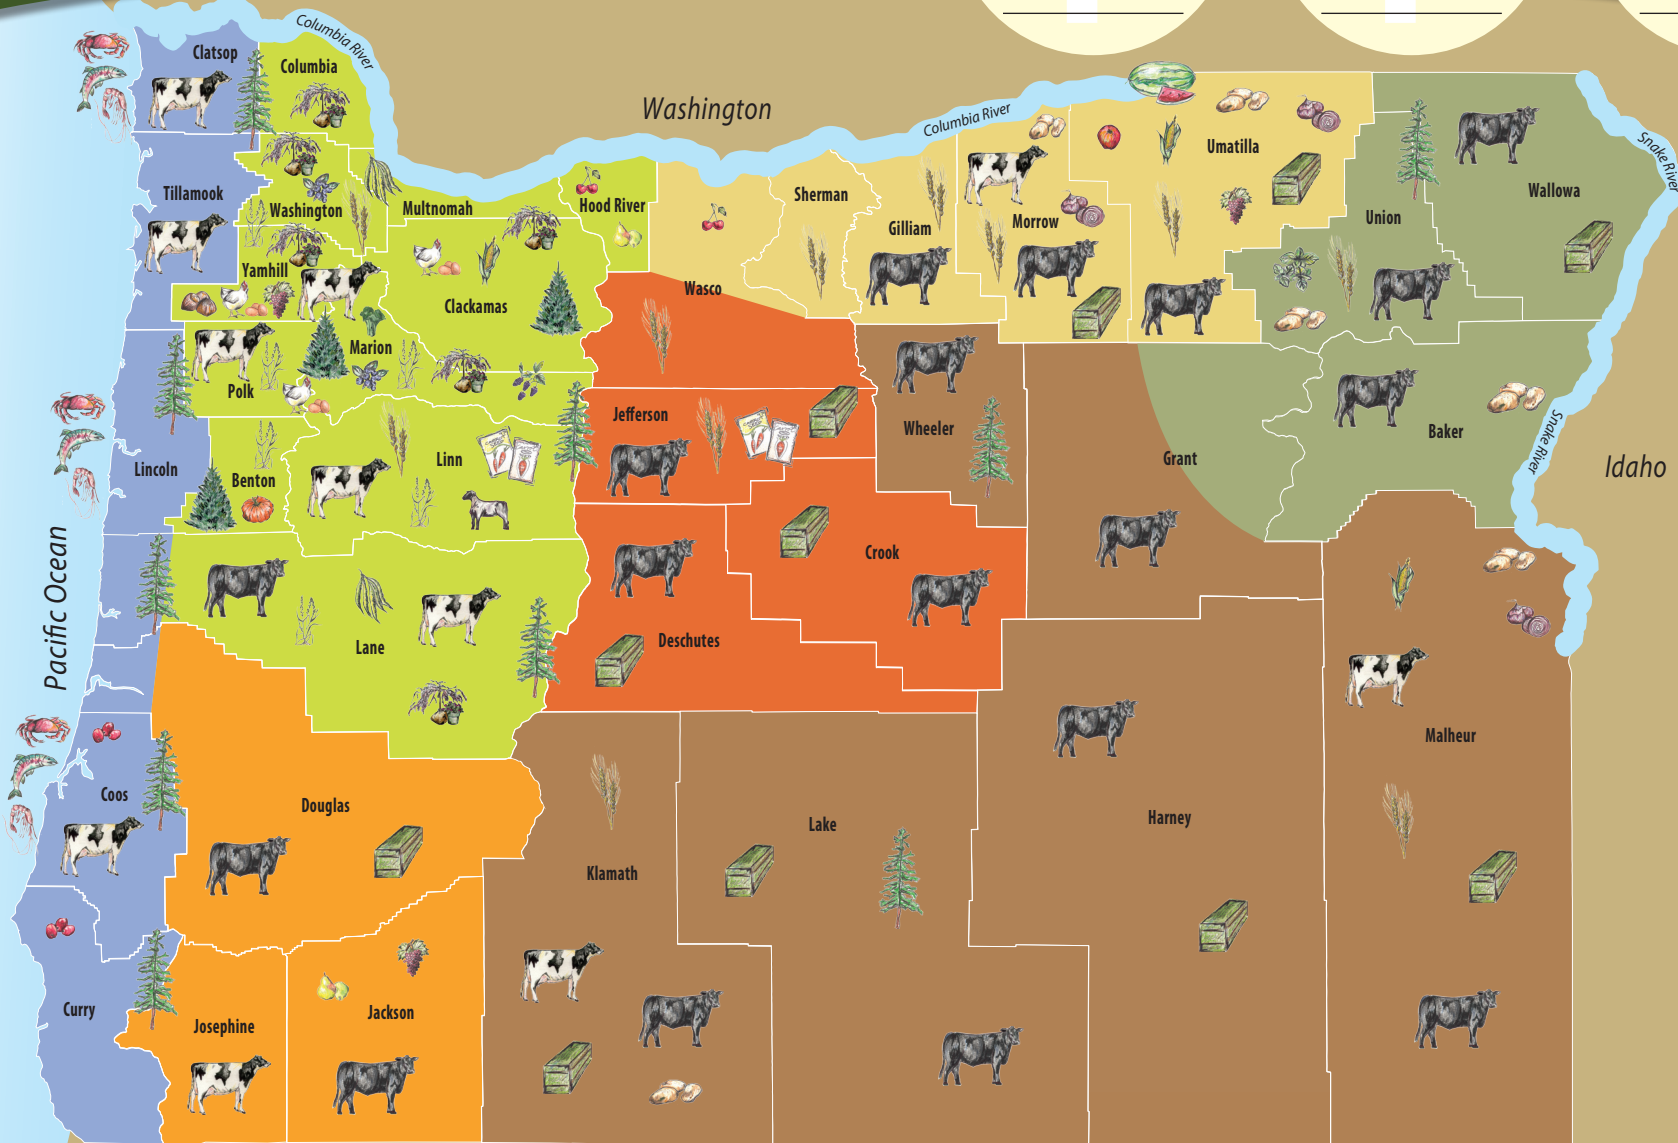 Columbia River
Clatsop
Columbia
Washington
Columbia River
Snake River
Umatilla
Tillamook
Washington
Multnomah
Hood River
Sherman
Gilliam
Morrow
Union
Wallowa
Yamhill
Clackamas
Wasco
Marion
Polk
Jefferson
Wheeler
Grant
Baker
Snake River
Idaho
Lincoln
Benton
Linn
Pacific Ocean
Crook
Lane
Deschutes
Malheur
Coos
Douglas
Klamath
Lake
Harney
Curry
Josephine
Jackson